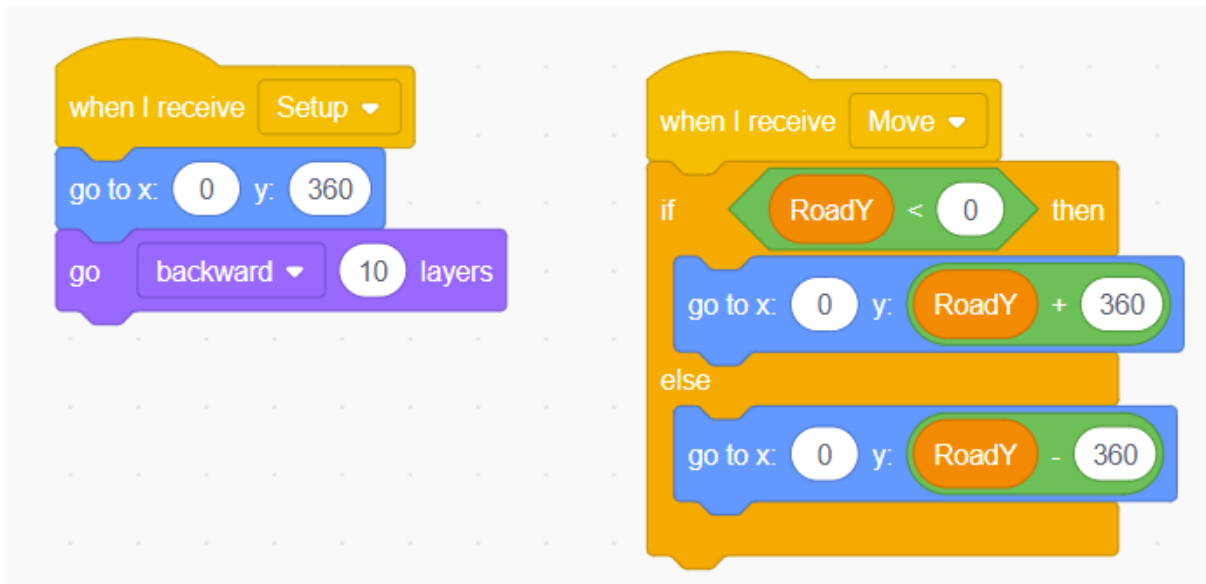 when I receive Setup
go to x: 0 y: 360
go backward 10 layers
when I receive Move
if RoadY < 0 then
go to x: 0 y: RoadY + 360
else
go to x: 0 y: RoadY - 360